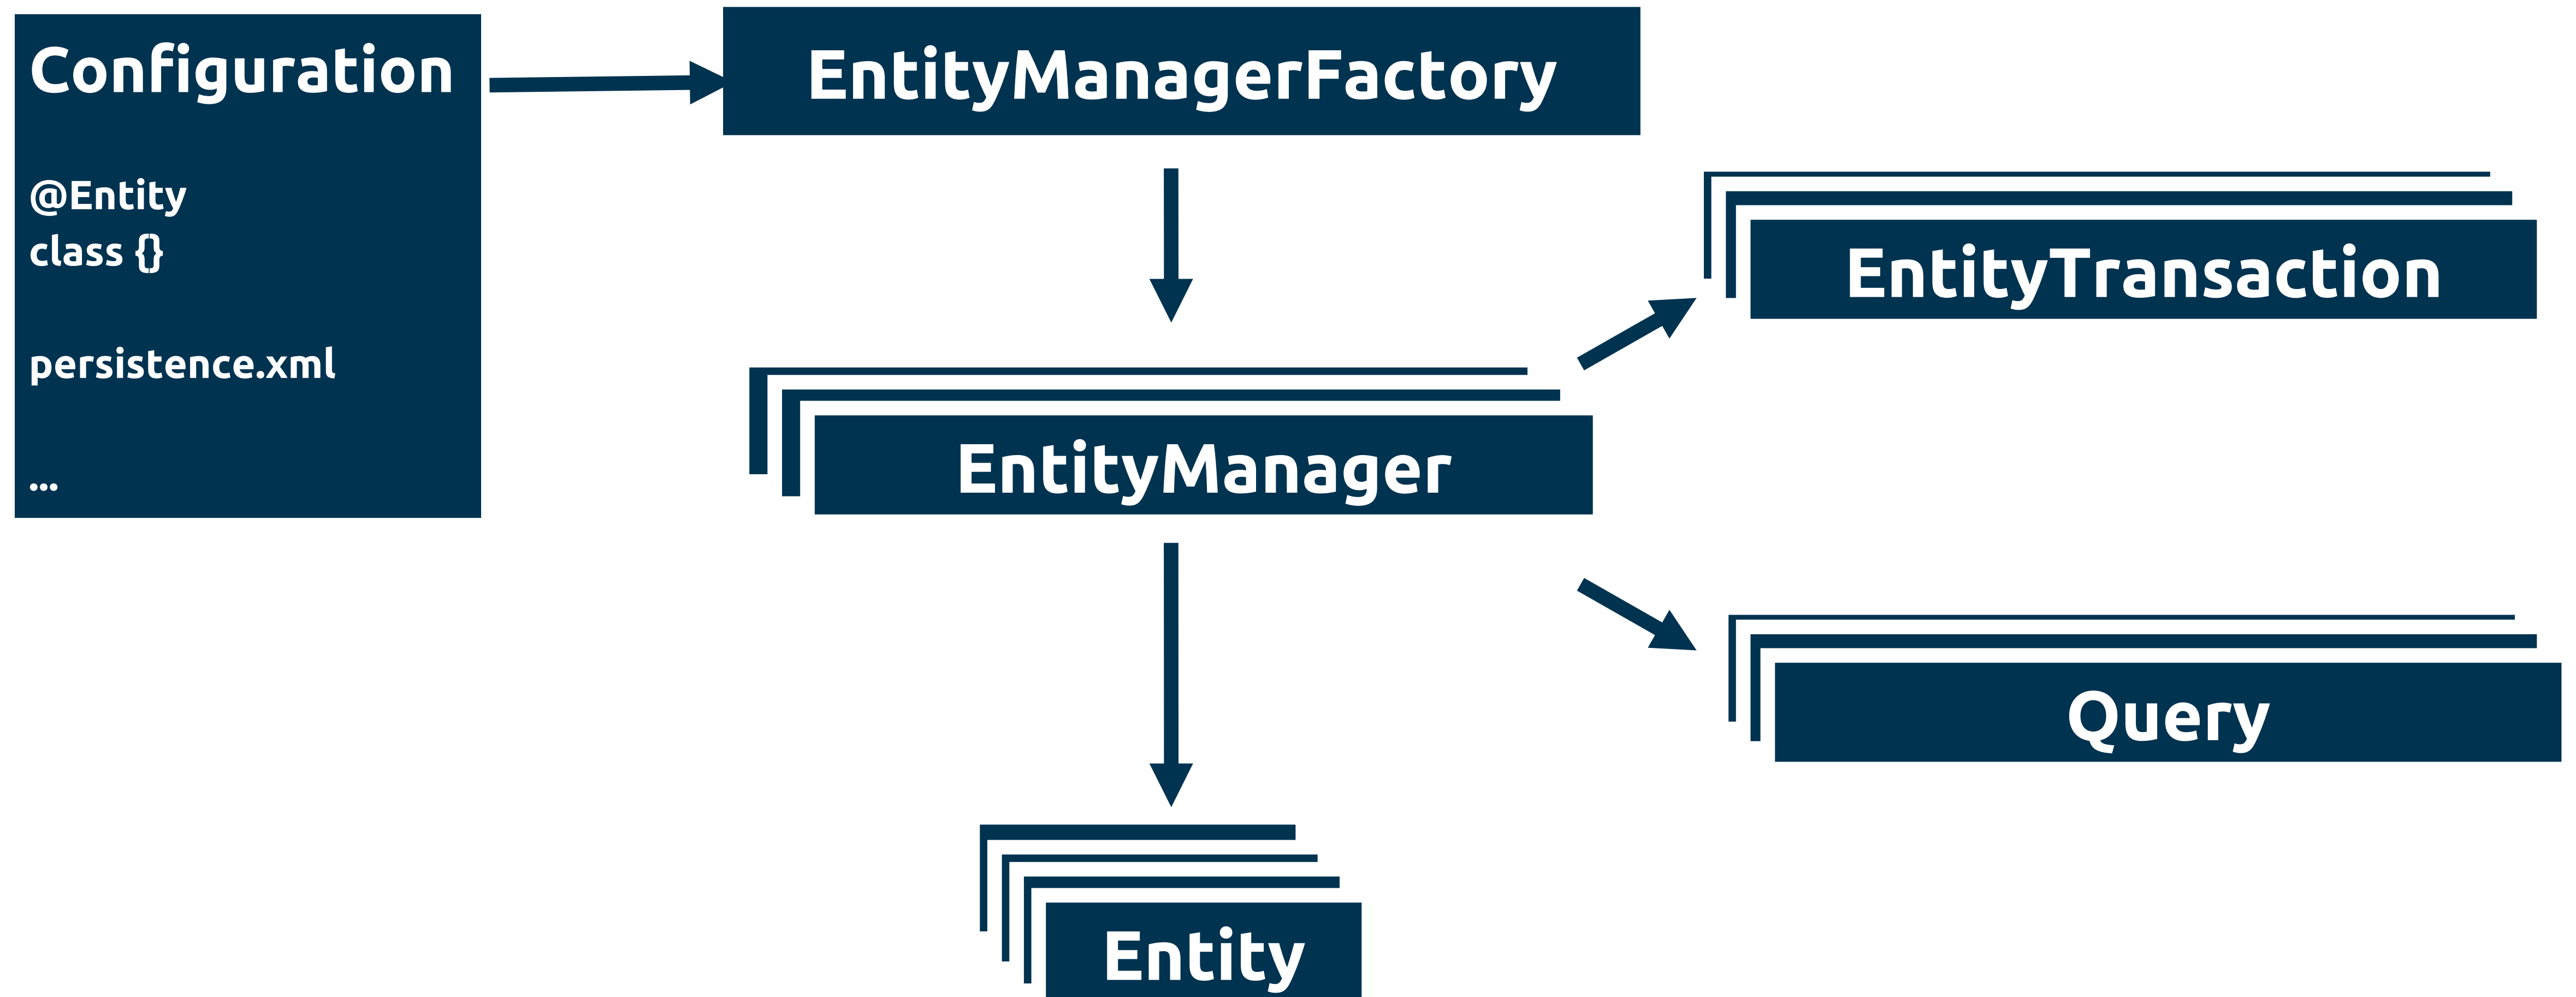 Configuration
@Entity
class {}
persistence.xml
...
EntityManagerFactory
EntityTransaction
EntityManager
Query
Entity